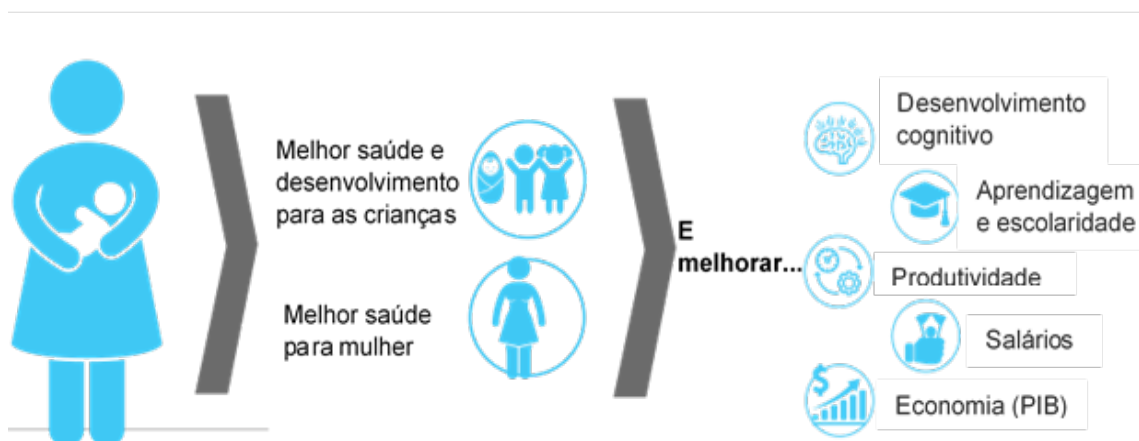 Melhor saúde e
desenvolvimento
para as crianças
Melhor saúde
para mulher
E
melhorar...
Desenvolvimento
cognitivo
Aprendizagem
e escolaridade
Produtividade
Salários
$
Economia (PIB)